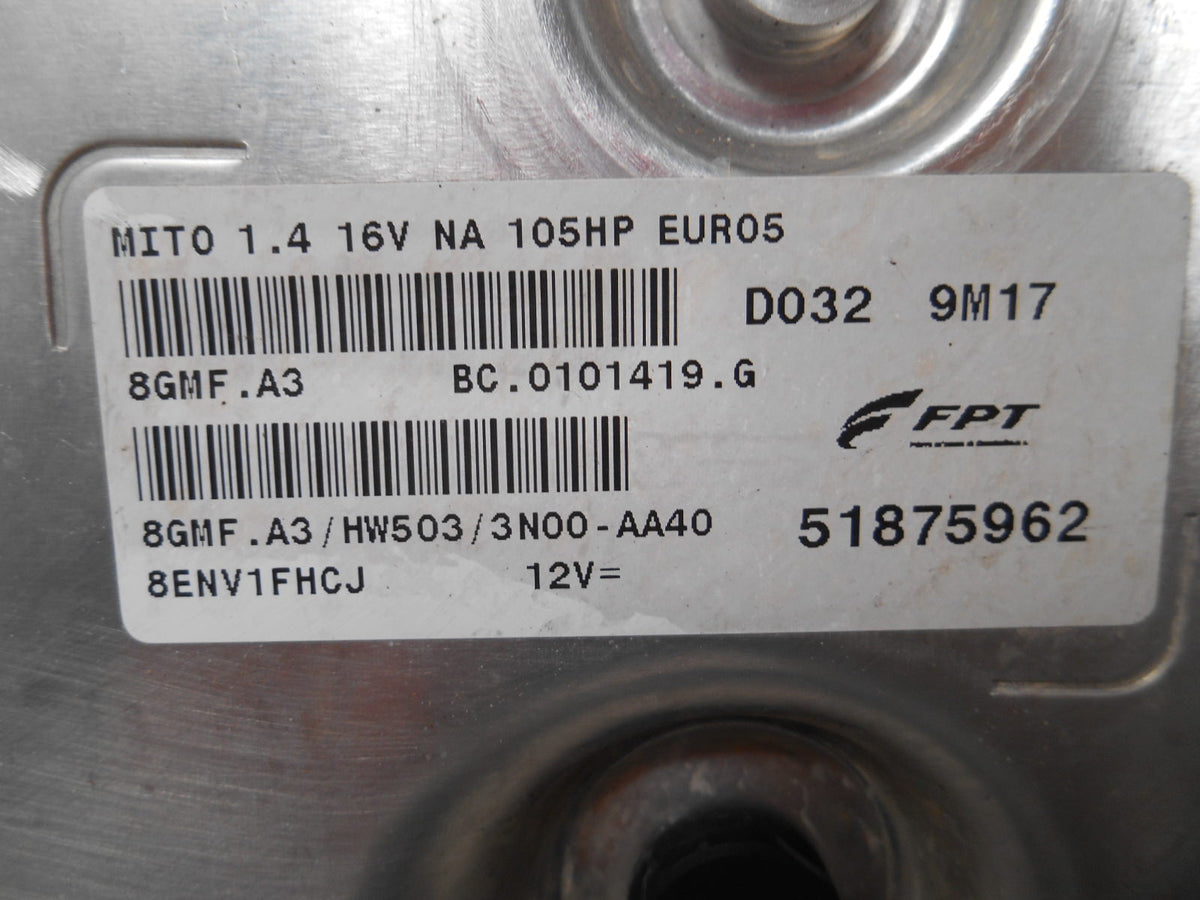 MITO 1.4 16V NA 105HP EURO5
D032 9M17
8GMF.A3 BC.0101419.G
FPT
8GMF.A3/HW503/3N00-AA40
51875962
8ENV1FHCJ 12V=